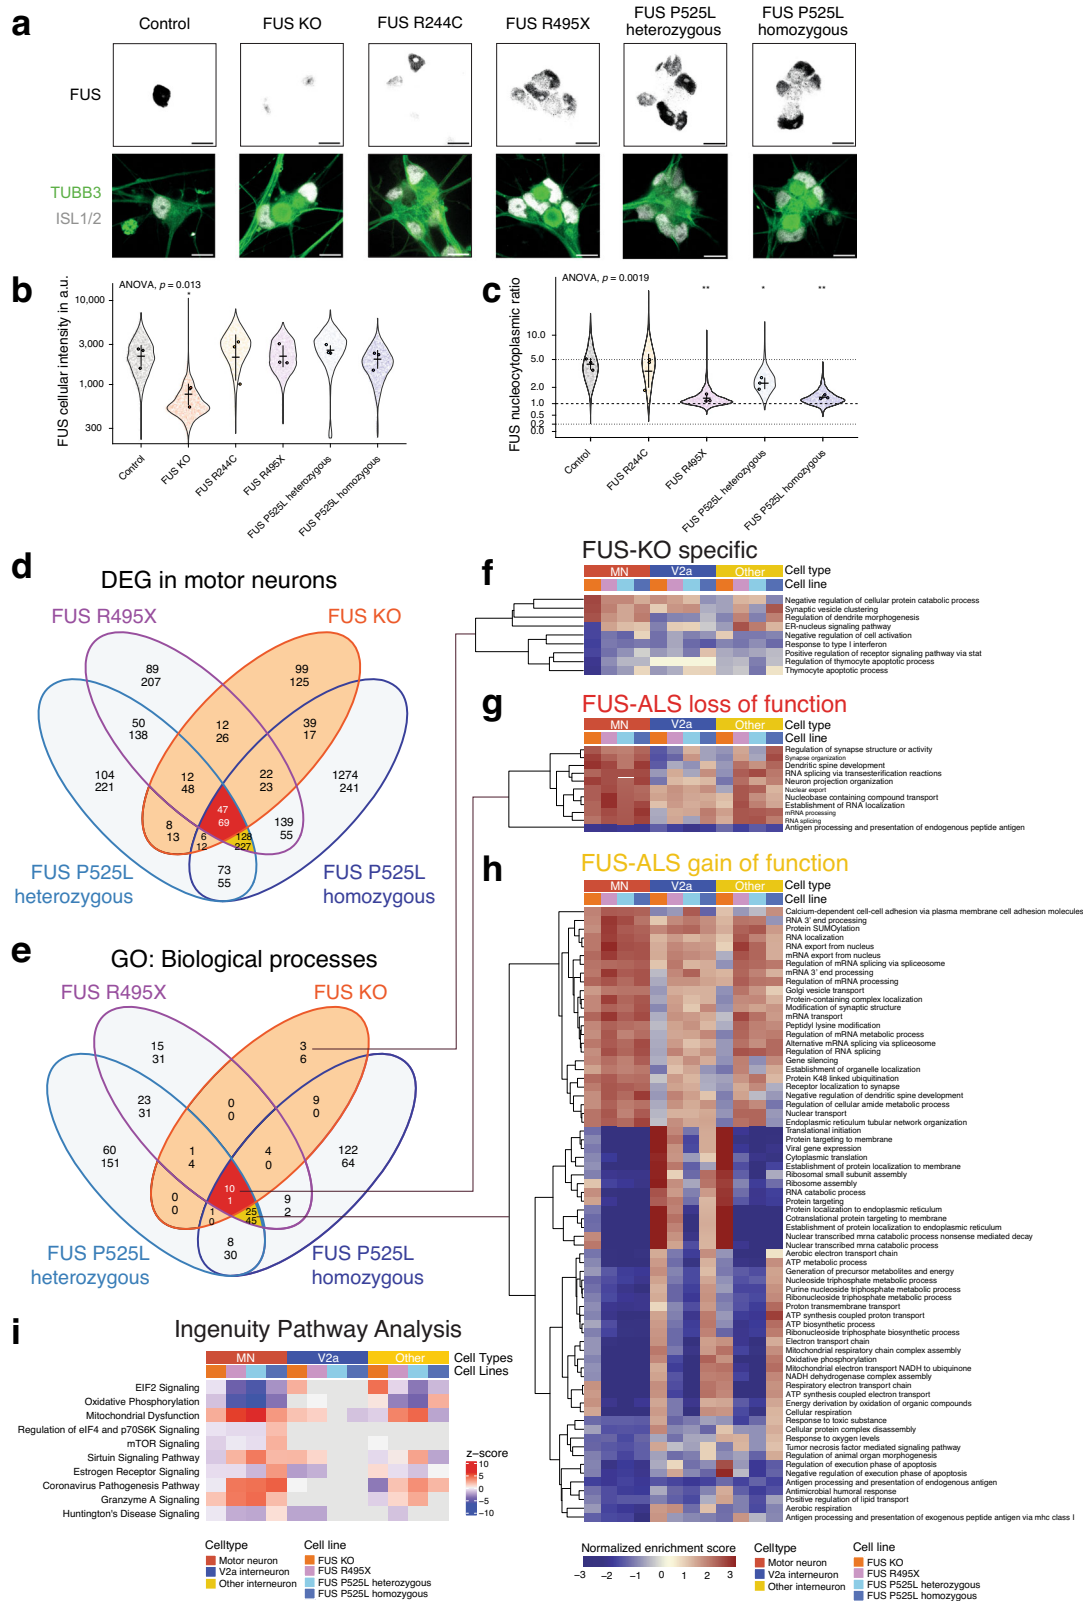 a
Control
FUS KO
FUS R244C
FUS R495X
FUS P525L
heterozygous
FUS P525L
homozygous
FUS
TUBB3
ISL1/2
b
ANOVA, p = 0.013
*
FUS cellular intensity in a.u.
10,000
3,000
1,000
300
Control
FUS KO
FUS R244C
FUS R495X
FUS P525L heterozygous
FUS P525L homozygous
c
ANOVA, p = 0.0019
** * **
FUS nucleocytoplasmic ratio
10.0
5.0
2.0
1.0
0.5
0.2
0.0
Control
FUS R244C
FUS R495X
FUS P525L heterozygous
FUS P525L homozygous
d
DEG in motor neurons
FUS R495X
FUS KO
89
207
99
125
50
138
12
26
39
17
104
221
12
48
22
23
1274
241
47
69
8
13
6
12
128
227
139
55
73
55
FUS P525L
heterozygous
FUS P525L
homozygous
e
GO: Biological processes
FUS R495X
FUS KO
15
31
3
6
23
31
0
0
9
0
60
151
1
4
4
0
122
64
10
1
0
0
1
0
25
45
9
2
8
30
FUS P525L
heterozygous
FUS P525L
homozygous
f
FUS-KO specific
MN V2a Other Cell type
Cell line
Negative regulation of cellular protein catabolic process
Synaptic vesicle clustering
Regulation of dendrite morphogenesis
ER-nucleus signaling pathway
Negative regulation of cell activation
Response to type I interferon
Positive regulation of receptor signaling pathway via stat
Regulation of thymocyte apoptotic process
Thymocyte apoptotic process
g
FUS-ALS loss of function
MN V2a Other Cell type
Cell line
Regulation of synapse structure or activity
Synapse organization
Dendritic spine development
RNA splicing via transesterification reactions
Neuron projection organization
Nuclear export
Nucleobase containing compound transport
Establishment of RNA localization
mRNA processing
RNA splicing
Antigen processing and presentation of endogenous peptide antigen
h
FUS-ALS gain of function
MN V2a Other Cell type
Cell line
Calcium-dependent cell-cell adhesion via plasma membrane cell adhesion molecules
RNA 3' end processing
Protein SUMOylation
RNA localization
RNA export from nucleus
mRNA export from nucleus
Regulation of mRNA splicing via spliceosome
mRNA 3' end processing
Regulation of mRNA processing
Golgi vesicle transport
Protein-containing complex localization
Modification of synaptic structure
mRNA transport
Peptidyl lysine modification
Regulation of mRNA metabolic process
Alternative mRNA splicing via spliceosome
Regulation of RNA splicing
Gene silencing
Establishment of organelle localization
Protein K48 linked ubiquitination
Receptor localization to synapse
Negative regulation of dendritic spine development
Regulation of cellular amide metabolic process
Nuclear transport
Endoplasmic reticulum tubular network organization
Translational initiation
Protein targeting to membrane
Viral gene expression
Cytoplasmic translation
Establishment of protein localization to membrane
Ribosomal small subunit assembly
Ribosome assembly
RNA catabolic process
Protein targeting
Protein localization to endoplasmic reticulum
Cotranslational protein targeting to membrane
Establishment of protein localization to endoplasmic reticulum
Nuclear transcribed mrna catabolic process nonsense mediated decay
Nuclear transcribed mrna catabolic process
Aerobic electron transport chain
ATP metabolic process
Generation of precursor metabolites and energy
Nucleoside triphosphate metabolic process
Purine nucleoside triphosphate metabolic process
Ribonucleoside triphosphate metabolic process
Proton transmembrane transport
ATP synthesis coupled proton transport
ATP biosynthetic process
Ribonucleoside triphosphate biosynthetic process
Electron transport chain
Mitochondrial respiratory chain complex assembly
Oxidative phosphorylation
Mitochondrial electron transport NADH to ubiquinone
NADH dehydrogenase complex assembly
Respiratory electron transport chain
ATP synthesis coupled electron transport
Energy derivation by oxidation of organic compounds
Cellular respiration
Response to toxic substance
Cellular protein complex disassembly
Response to oxygen levels
Tumor necrosis factor mediated signaling pathway
Regulation of animal organ morphogenesis
Regulation of execution phase of apoptosis
Negative regulation of execution phase of apoptosis
Antigen processing and presentation of endogenous antigen
Antimicrobial humoral response
Positive regulation of lipid transport
Aerobic respiration
Antigen processing and presentation of exogenous peptide antigen via mhc class I
Normalized enrichment score
−3 −2 −1 0 1 2 3
Celltype
Motor neuron
V2a interneuron
Other interneuron
Cell line
FUS KO
FUS R495X
FUS P525L heterozygous
FUS P525L homozygous
i
Ingenuity Pathway Analysis
MN V2a Other Cell Types
Cell Lines
EIF2 Signaling
Oxidative Phosphorylation
Mitochondrial Dysfunction
Regulation of eIF4 and p70S6K Signaling
mTOR Signaling
Sirtuin Signaling Pathway
Estrogen Receptor Signaling
Coronavirus Pathogenesis Pathway
Granzyme A Signaling
Huntington's Disease Signaling
z−score
10
5
0
−5
−10
Celltype
Motor neuron
V2a interneuron
Other interneuron
Cell line
FUS KO
FUS R495X
FUS P525L heterozygous
FUS P525L homozygous